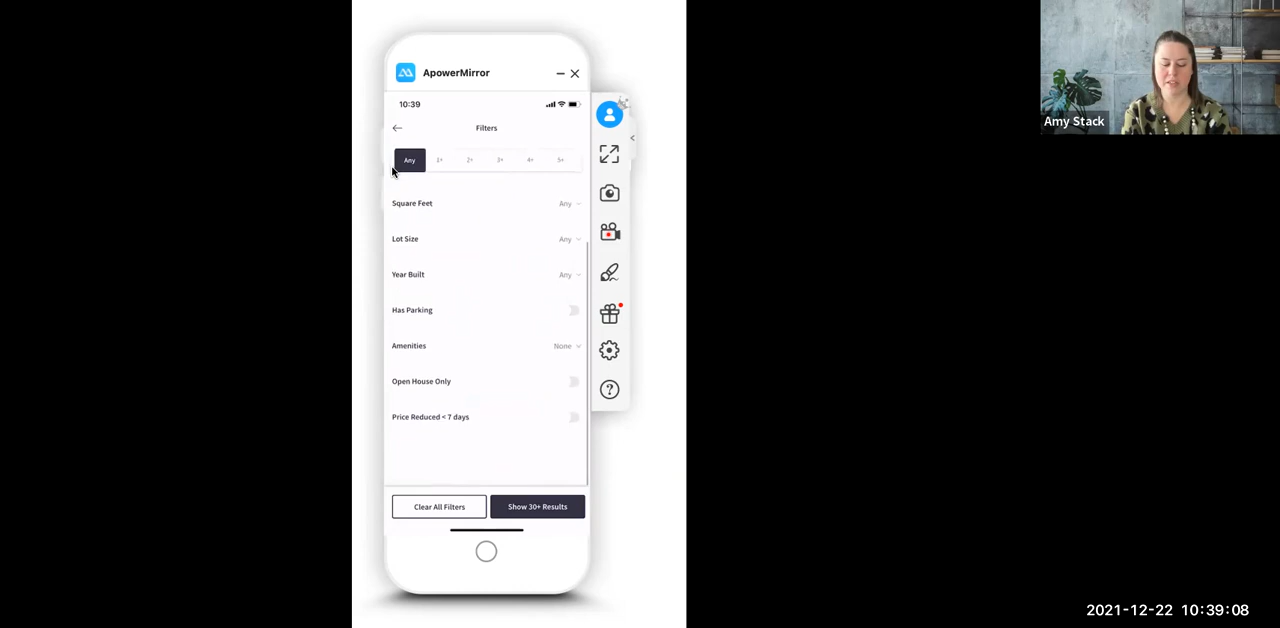 ApowerMirror
10:39
Filters
Any 1+ 2+ 3+ 4+ 5+
Square Feet Any
Lot Size Any
Year Built Any
Has Parking
Amenities None
Open House Only
Price Reduced < 7 days
Clear All Filters Show 30+ Results
Amy Stack
2021-12-22 10:39:08